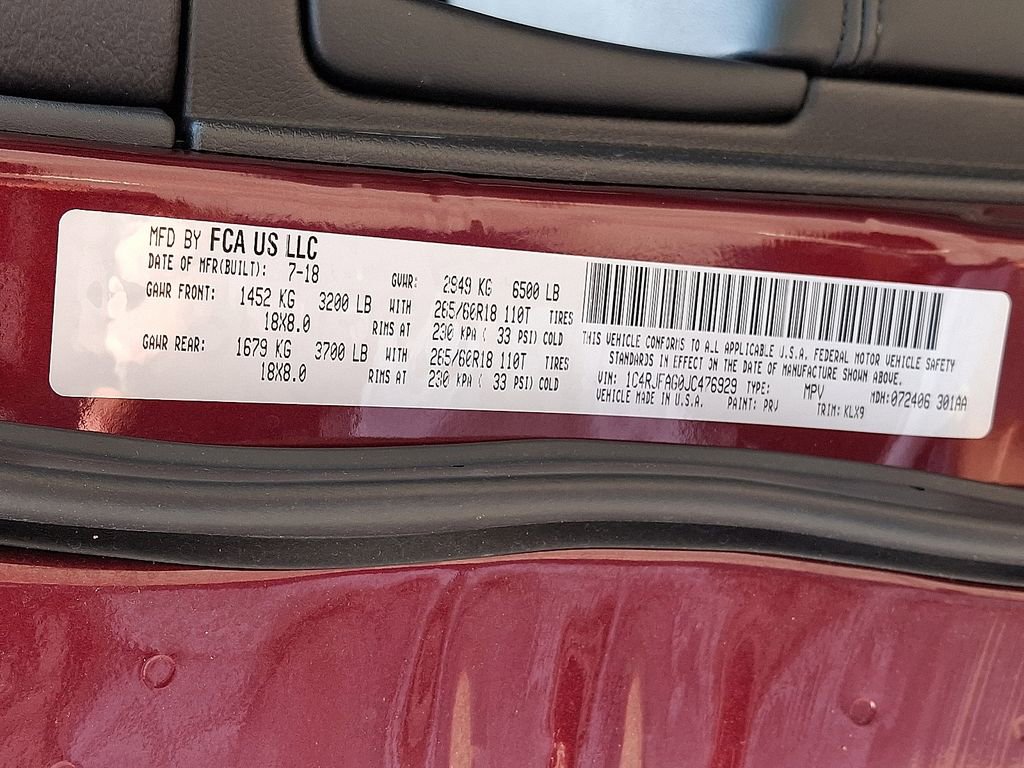 MFD BY FCA US LLC
DATE OF MFR(BUILT): 7-18 GVWR: 2949 KG 6500 LB
GAWR FRONT: 1452 KG 3200 LB WITH 265/60R18 110T TIRES
18X8.0 RIMS AT 230 KPA ( 33 PSI) COLD
GAWR REAR: 1679 KG 3700 LB WITH 265/60R18 110T TIRES
18X8.0 RIMS AT 230 KPA ( 33 PSI) COLD
THIS VEHICLE CONFORMS TO ALL APPLICABLE U.S.A. FEDERAL MOTOR VEHICLE SAFETY
STANDARDS IN EFFECT ON THE DATE OF MANUFACTURE SHOWN ABOVE.
VIN: 1C4RJFAG0JC476929 TYPE: MPV MDH:072406 301AA
VEHICLE MADE IN U.S.A. PAINT: PRJ TRIM: KLX9